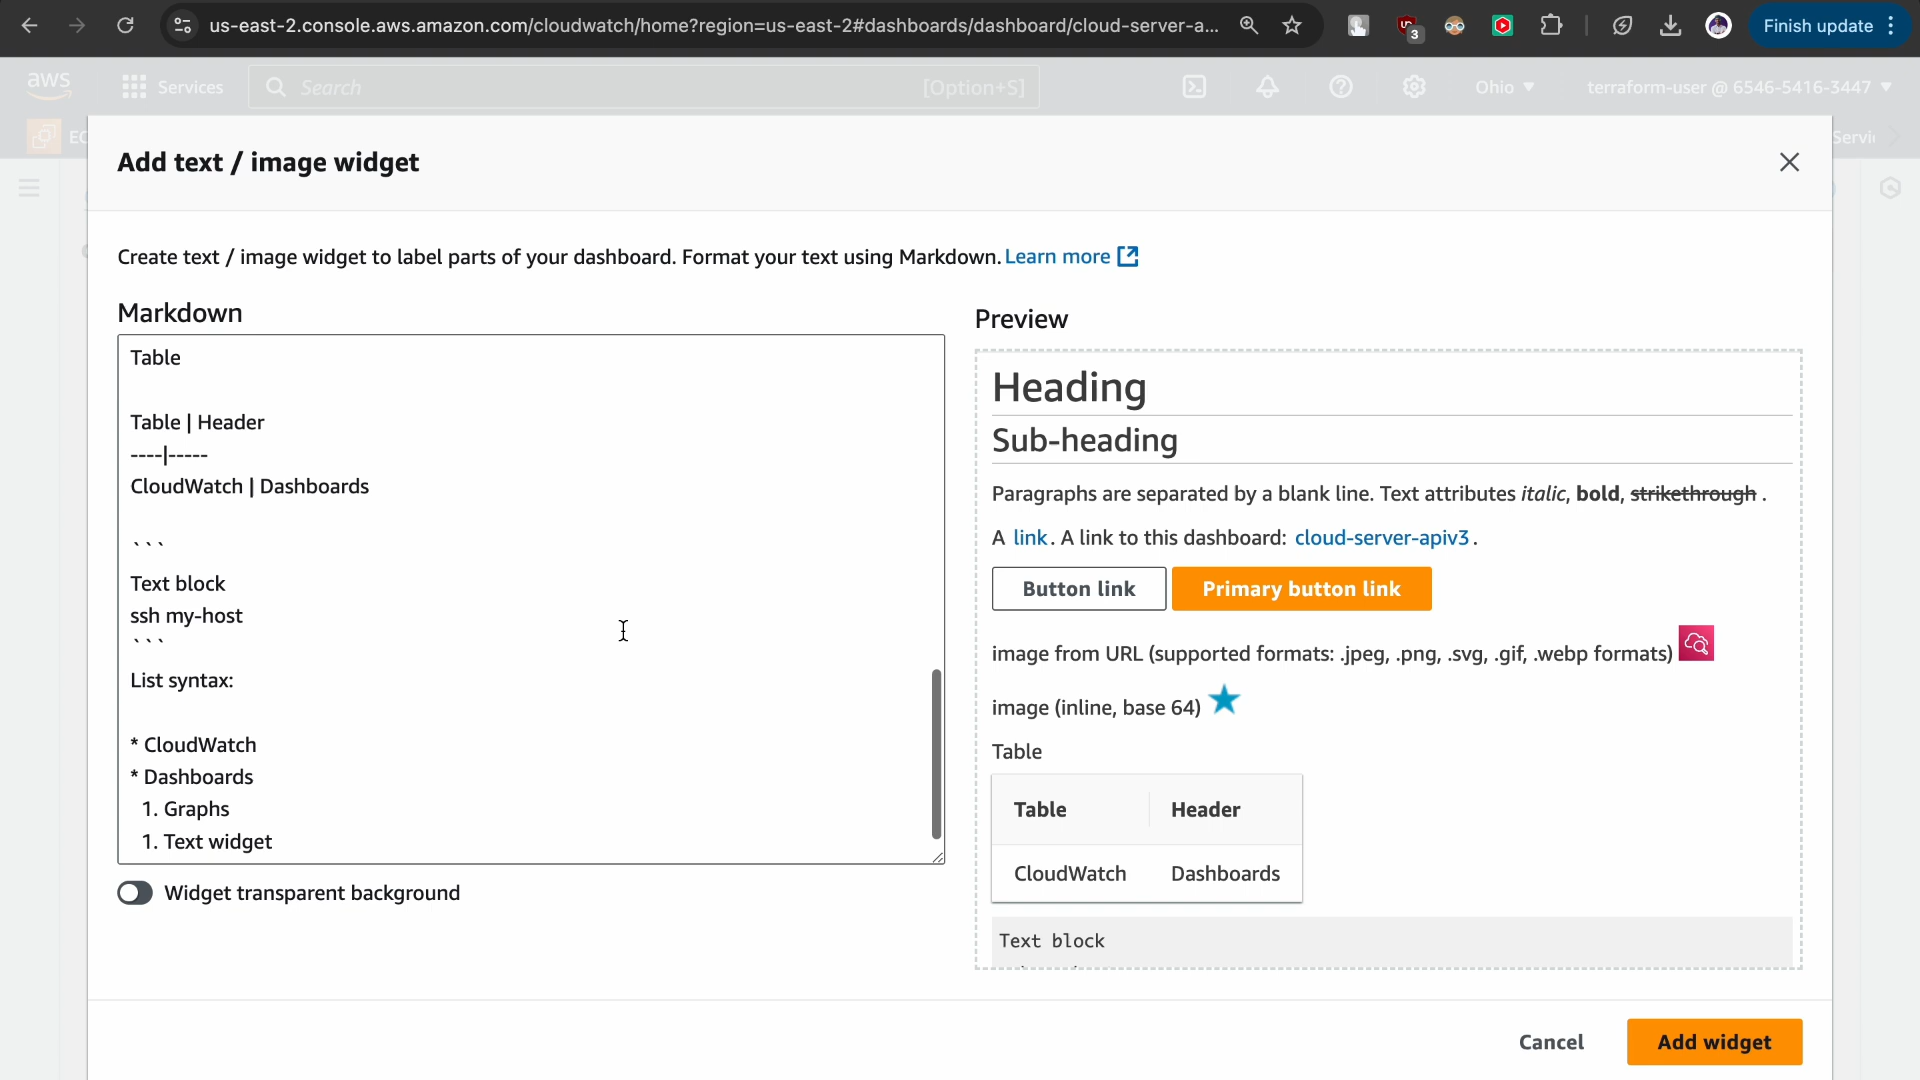 us-east-2.console.aws.amazon.com/cloudwatch/home?region=us-east-2#dashboards/dashboard/cloud-server-a...
3
Finish update
aws
Services
Search
[Option+S]
Ohio
terraform-user @ 6546-5416-3447
EC
Servi
Add text / image widget
Create text / image widget to label parts of your dashboard. Format your text using Markdown. Learn more
Markdown
Table
Table | Header
----|-----
CloudWatch | Dashboards
```
Text block
ssh my-host
```
List syntax:
* CloudWatch
* Dashboards
1. Graphs
1. Text widget
Widget transparent background
Preview
Heading
Sub-heading
Paragraphs are separated by a blank line. Text attributes italic, bold, strikethrough .
A link. A link to this dashboard: cloud-server-apiv3.
Button link
Primary button link
image from URL (supported formats: .jpeg, .png, .svg, .gif, .webp formats)
image (inline, base 64)
Table
Table Header
CloudWatch Dashboards
Text block
Cancel
Add widget